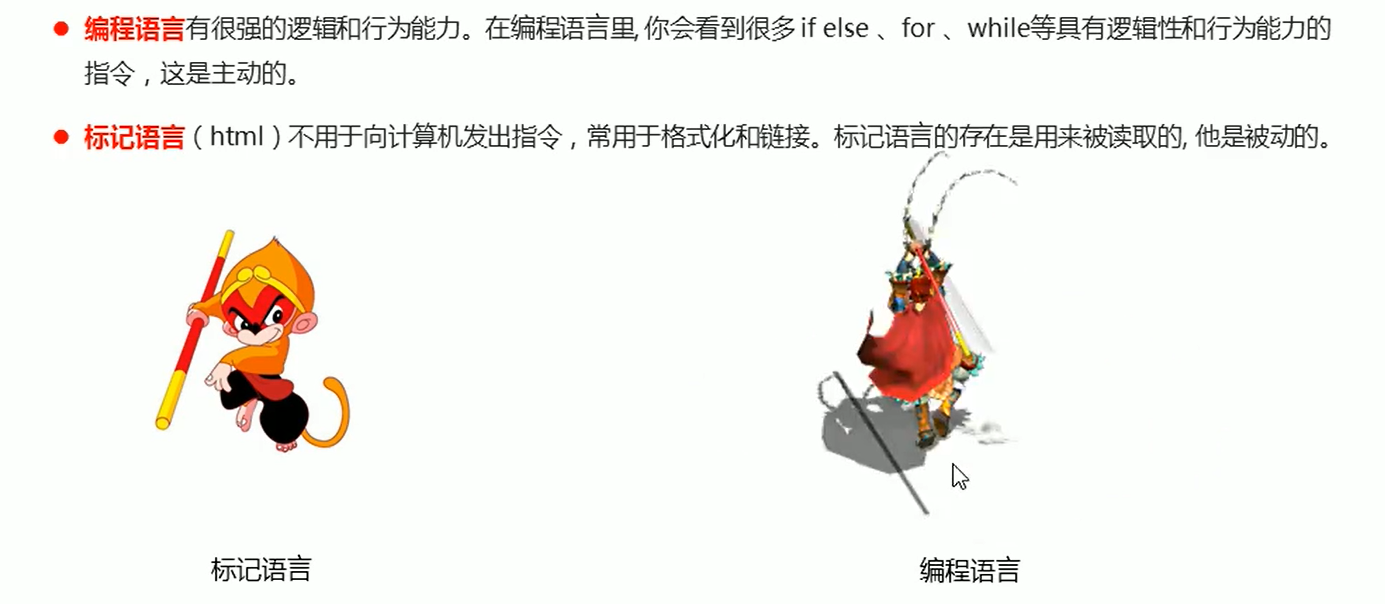 编程语言有很强的逻辑和行为能力。在编程语言里, 你会看到很多 if else 、for 、while等具有逻辑性和行为能力的
指令，这是主动的。
标记语言（html）不用于向计算机发出指令，常用于格式化和链接。标记语言的存在是用来被读取的, 他是被动的。
标记语言
编程语言